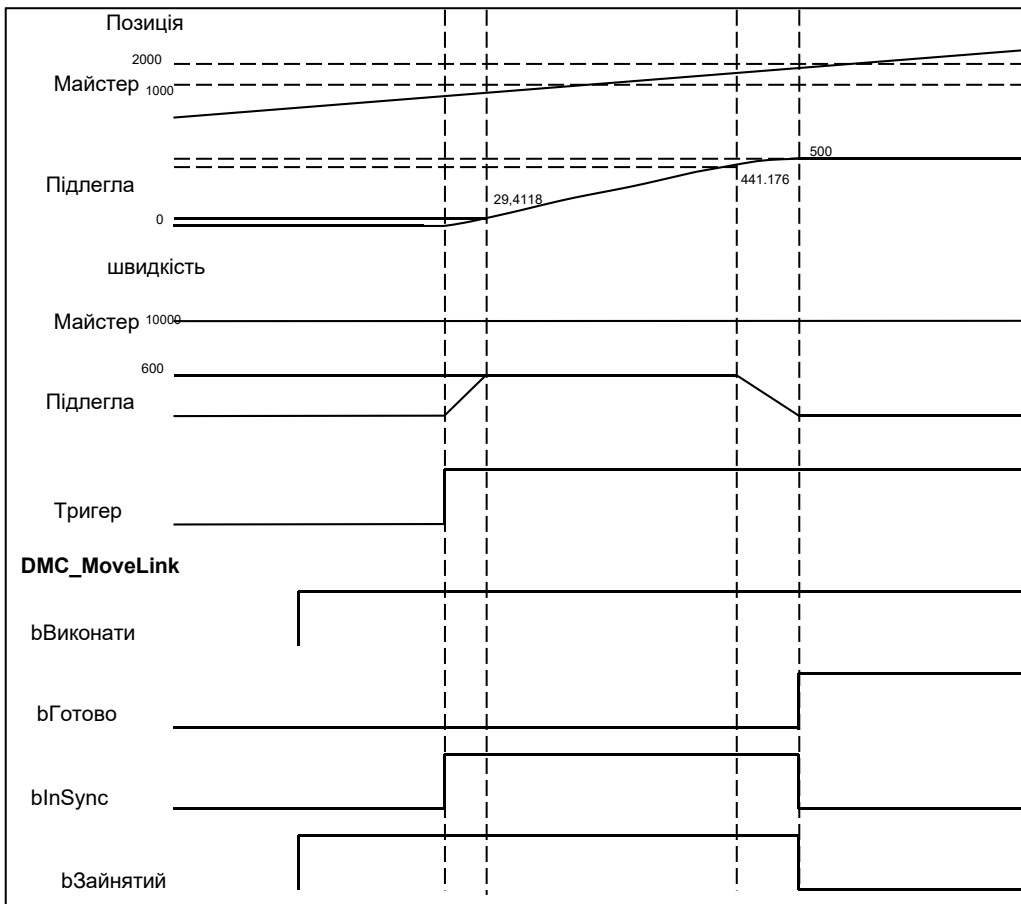 Позиція
2000
Майстер 1000
500
441.176
Підлегла
29,4118
0
швидкість
Майстер 10000
600
Підлегла
Тригер
DMC_MoveLink
bВиконати
bГотово
bInSync
bЗайнятий